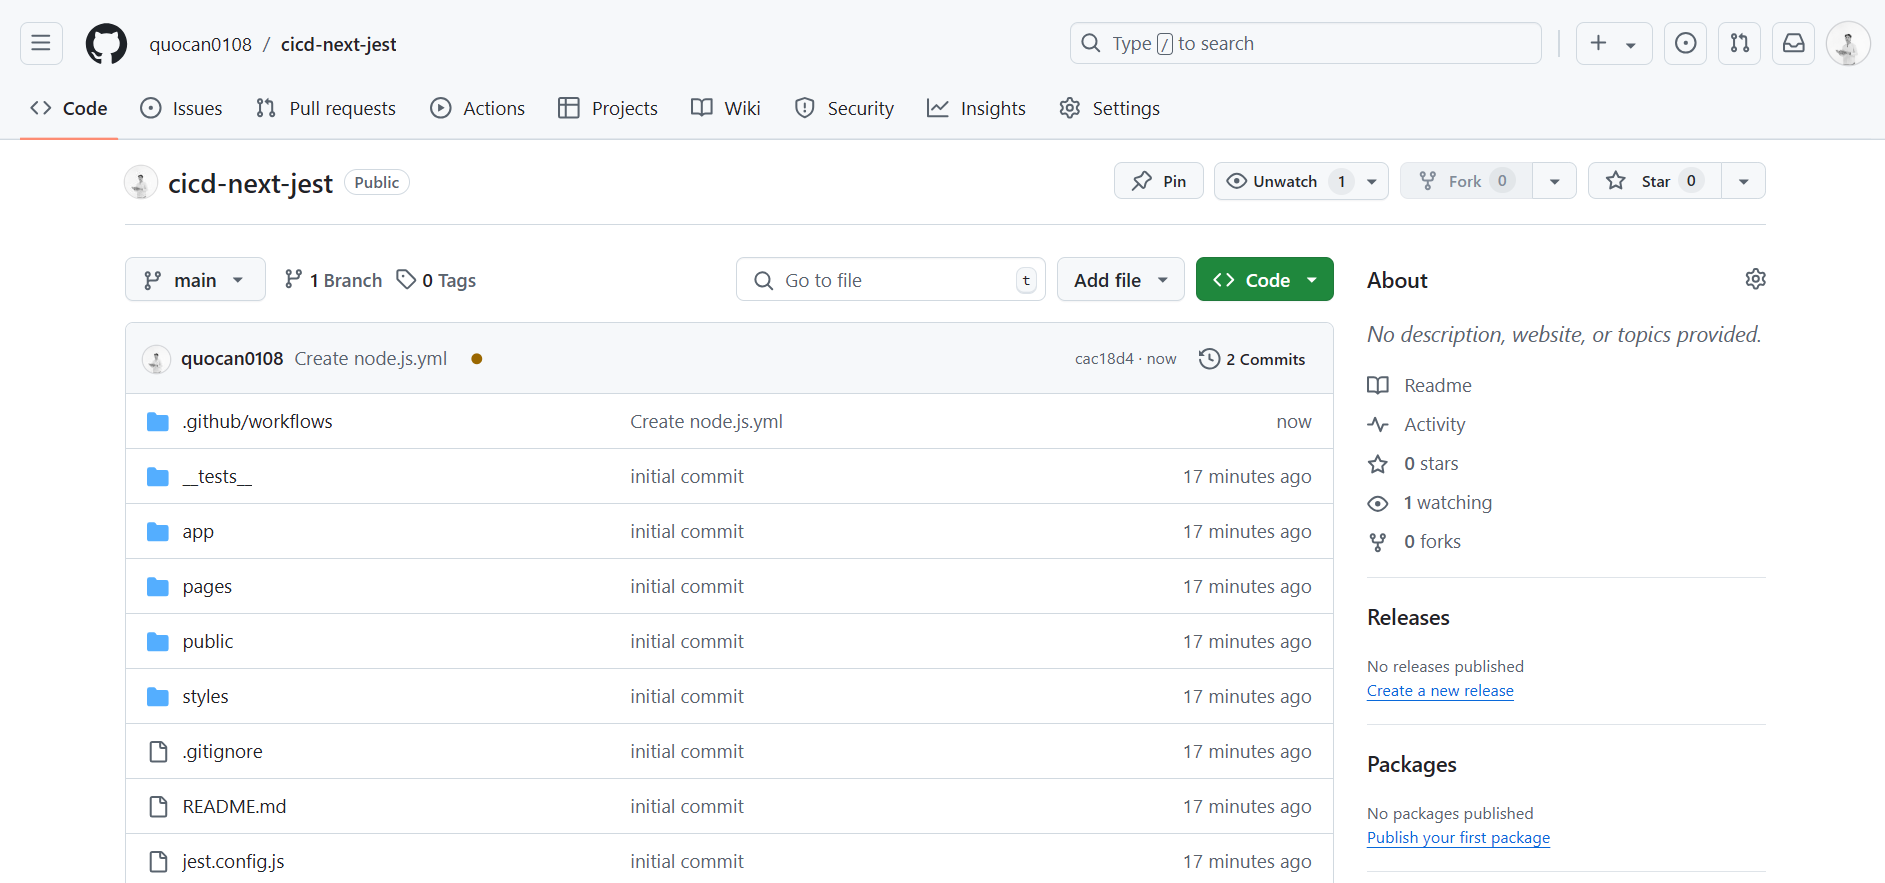 quocan0108 / cicd-next-jest
Type / to search
Code Issues Pull requests Actions Projects Wiki Security Insights Settings
cicd-next-jest Public
Pin Unwatch 1 Fork 0 Star 0
main 1 Branch 0 Tags
Go to file t Add file Code
quocan0108 Create node.js.yml cac18d4 · now 2 Commits
.github/workflows Create node.js.yml now
__tests__ initial commit 17 minutes ago
app initial commit 17 minutes ago
pages initial commit 17 minutes ago
public initial commit 17 minutes ago
styles initial commit 17 minutes ago
.gitignore initial commit 17 minutes ago
README.md initial commit 17 minutes ago
jest.config.js initial commit 17 minutes ago
About
No description, website, or topics provided.
Readme
Activity
0 stars
1 watching
0 forks
Releases
No releases published
Create a new release
Packages
No packages published
Publish your first package